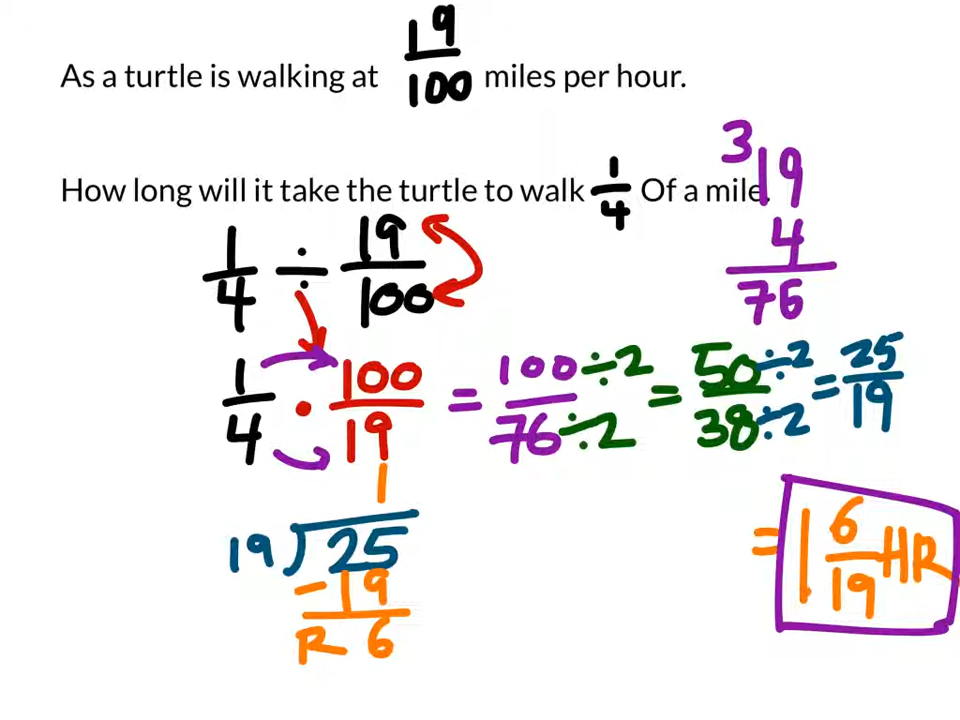 As a turtle is walking at 19/100 miles per hour.
How long will it take the turtle to walk 1/4 Of a mile.
3
19
4
76
1/4 ÷ 19/100
1/4 · 100/19 = 100÷2/76÷2 = 50÷2/38÷2 = 25/19
1
19 ) 25
-19
R 6
= 1 6/19 HR